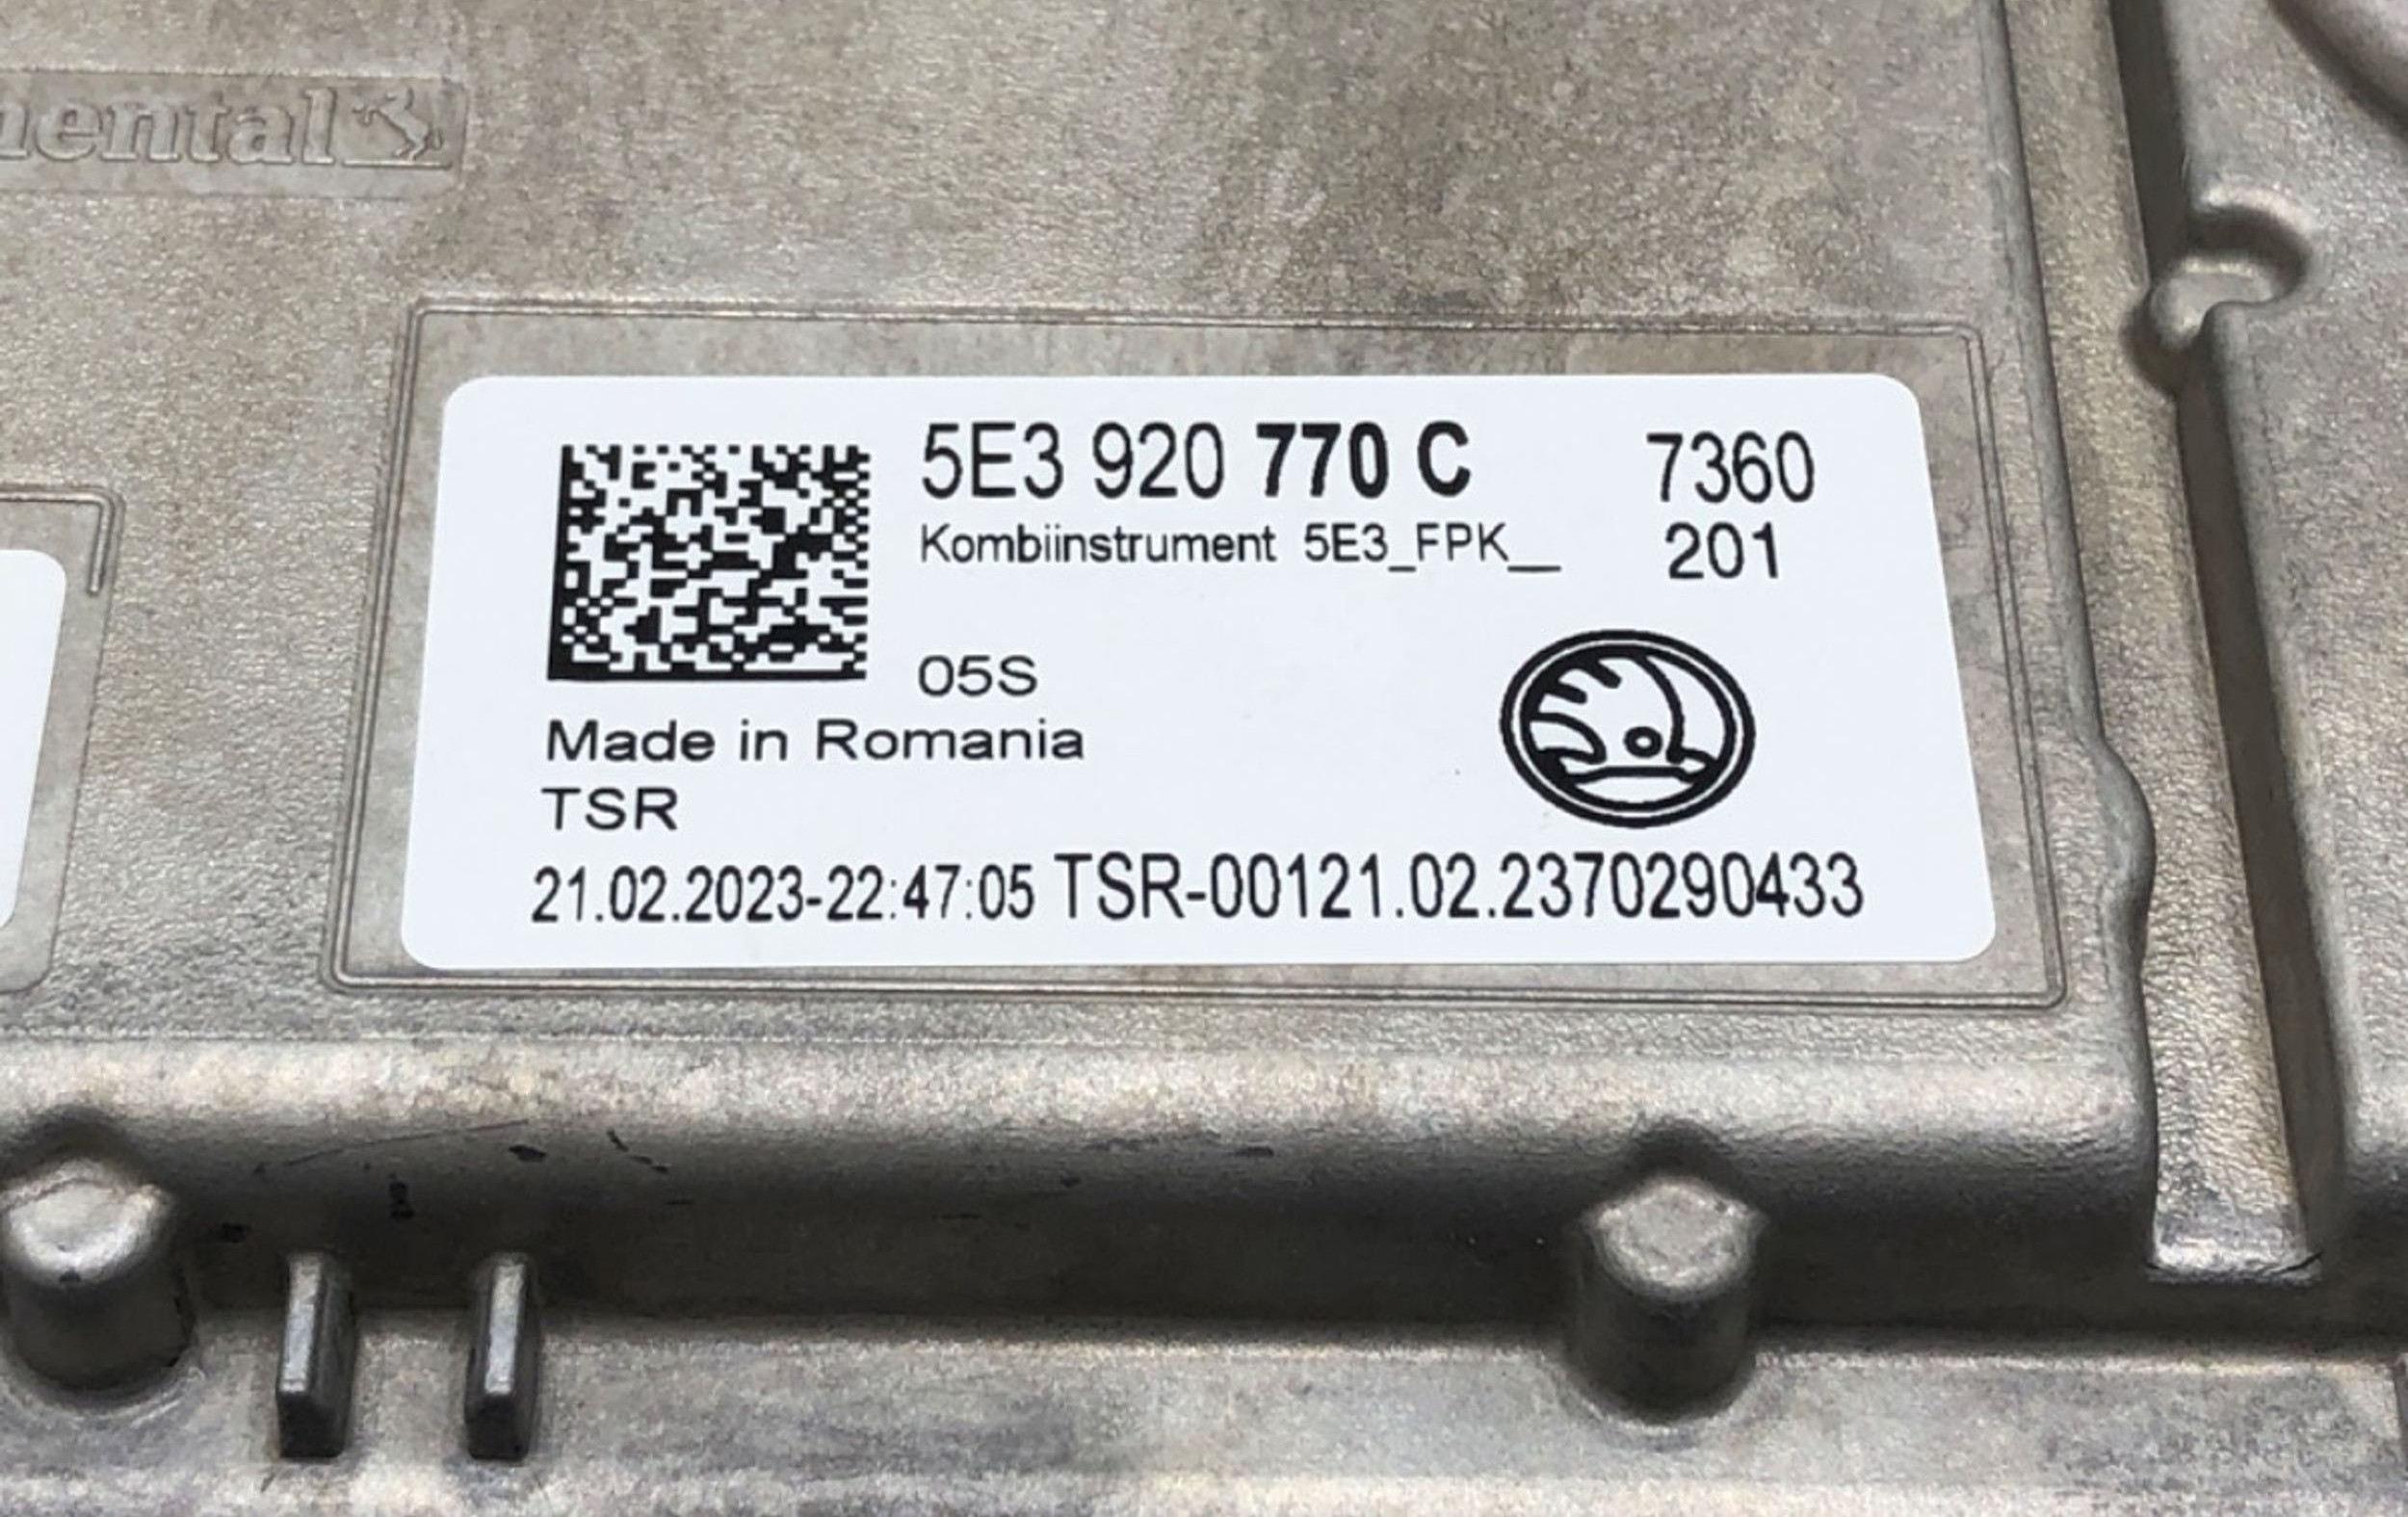 nental
5E3 920 770 C 7360
Kombiinstrument 5E3_FPK__ 201
05S
Made in Romania
TSR
21.02.2023-22:47:05 TSR-00121.02.2370290433